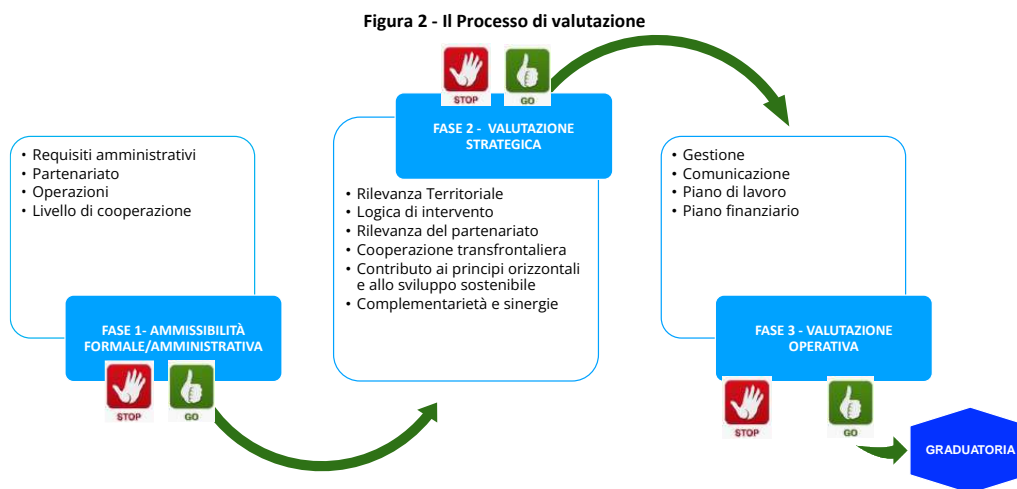 Figura 2 - Il Processo di valutazione
• Requisiti amministrativi
• Partenariato
• Operazioni
• Livello di cooperazione
FASE 1- AMMISSIBILITÀ
FORMALE/AMMINISTRATIVA
STOP
GO
STOP
GO
FASE 2 - VALUTAZIONE
STRATEGICA
• Rilevanza Territoriale
• Logica di intervento
• Rilevanza del partenariato
• Cooperazione transfrontaliera
• Contributo ai principi orizzontali
e allo sviluppo sostenibile
• Complementarietà e sinergie
• Gestione
• Comunicazione
• Piano di lavoro
• Piano finanziario
FASE 3 - VALUTAZIONE
OPERATIVA
STOP
GO
GRADUATORIA